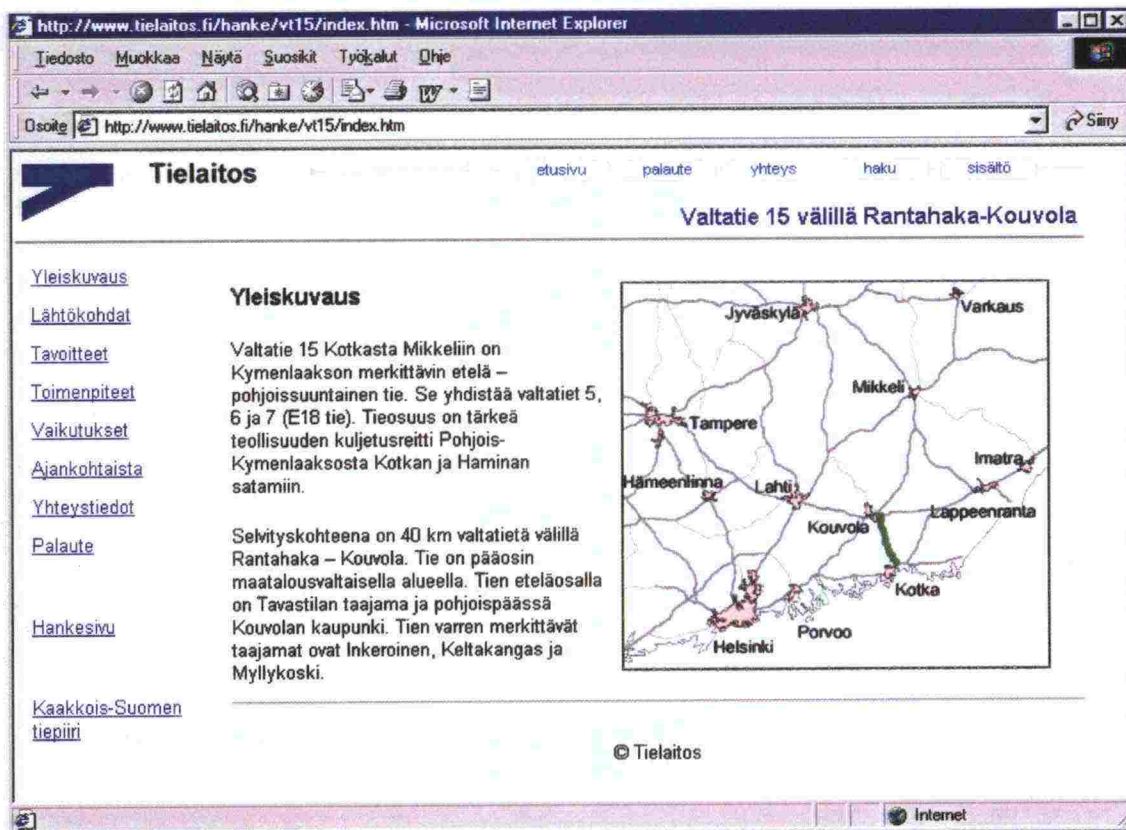 http://www.tielaitos.fi/hanke/vt15/index.htm - Microsoft Internet Explorer
Tiedosto Muokkaa Näytä Suosikit Työkalut Ohje
Osoite http://www.tielaitos.fi/hanke/vt15/index.htm Siirry
Tielaitos etusivu palaute yhteys haku sisältö
Valtatie 15 välillä Rantahaka-Kouvola
Yleiskuvaus
Lähtökohdat
Tavoitteet
Toimenpiteet
Vaikutukset
Ajankohtaista
Yhteystiedot
Palaute
Hankesivu
Kaakkois-Suomen
tiepiiri
Yleiskuvaus
Valtatie 15 Kotkasta Mikkeliin on
Kymenlaakson merkittävin etelä –
pohjoissuuntainen tie. Se yhdistää valtatiet 5,
6 ja 7 (E18 tie). Tieosuus on tärkeä
teollisuuden kuljetusreitti Pohjois-
Kymenlaaksosta Kotkan ja Haminan
satamiin.
Selvityskohteena on 40 km valtatietä välillä
Rantahaka – Kouvola. Tie on pääosin
maatalousvaltaisella alueella. Tien eteläosalla
on Tavastilan taajama ja pohjoispäässä
Kouvolan kaupunki. Tien varren merkittävät
taajamat ovat Inkeroinen, Keltakangas ja
Myllykoski.
Jyväskylä
Varkaus
Mikkeli
Tampere
Imatra
Hämeenlinna
Lahti
Kouvola
Lappeenranta
Kotka
Porvoo
Helsinki
© Tielaitos
Internet